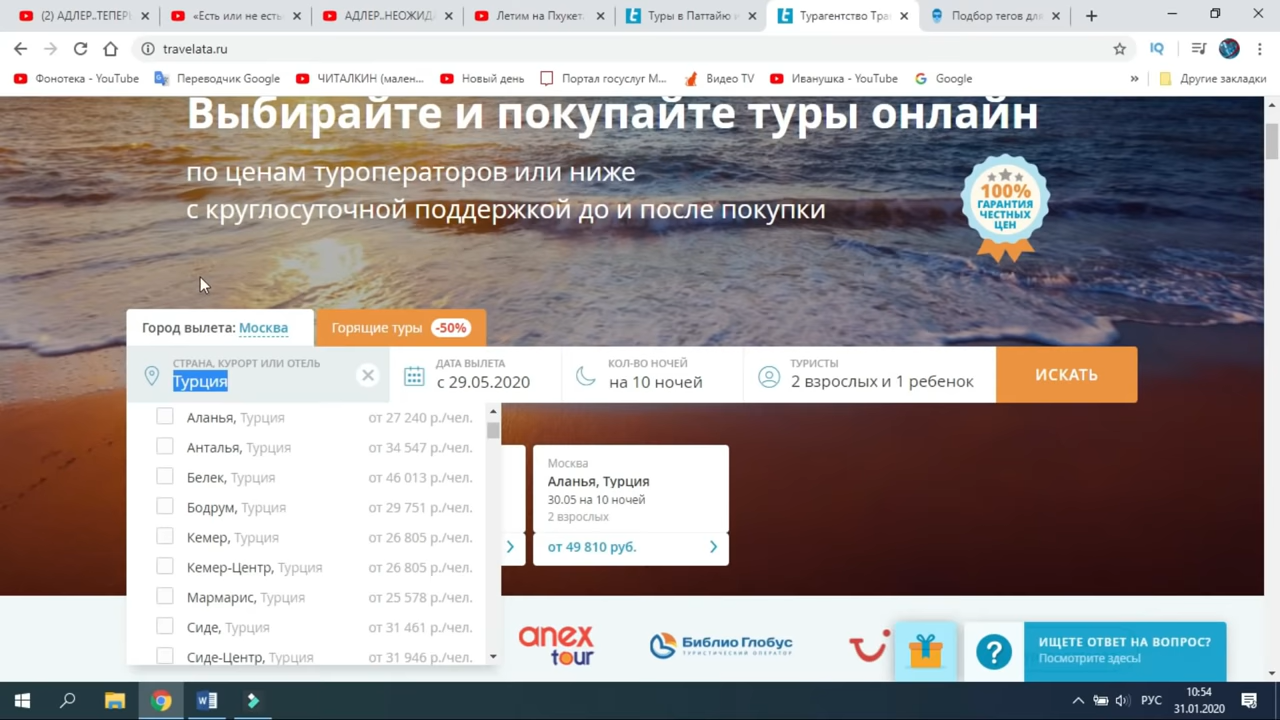 (2) АДЛЕР..ТЕПЕР
«Есть или не есть
АДЛЕР..НЕОЖИД
Летим на Пхукет
Туры в Паттайю и
Турагентство Тра
Подбор тегов для
travelata.ru
IQ
Фонотека - YouTube
Переводчик Google
ЧИТАЛКИН (мален...
Новый день
Портал госуслуг М...
Видео TV
Иванушка - YouTube
Google
»
Другие закладки
Выбирайте и покупайте туры онлайн
по ценам туроператоров или ниже
с круглосуточной поддержкой до и после покупки
100%
ГАРАНТИЯ
ЧЕСТНЫХ
ЦЕН
Город вылета: Москва
Горящие туры -50%
СТРАНА, КУРОРТ ИЛИ ОТЕЛЬ
Турция
ДАТА ВЫЛЕТА
с 29.05.2020
КОЛ-ВО НОЧЕЙ
на 10 ночей
ТУРИСТЫ
2 взрослых и 1 ребенок
ИСКАТЬ
Аланья, Турция от 27 240 р./чел.
Анталья, Турция от 34 547 р./чел.
Белек, Турция от 46 013 р./чел.
Бодрум, Турция от 29 751 р./чел.
Кемер, Турция от 26 805 р./чел.
Кемер-Центр, Турция от 26 805 р./чел.
Мармарис, Турция от 25 578 р./чел.
Сиде, Турция от 31 461 р./чел.
Сиде-Центр, Турция от 31 946 р./чел.
Москва
Аланья, Турция
30.05 на 10 ночей
2 взрослых
от 49 810 руб.
anex
tour
Библио Глобус
ТУРИСТИЧЕСКИЙ ОПЕРАТОР
?
ИЩЕТЕ ОТВЕТ НА ВОПРОС?
Посмотрите здесь!
РУС
10:54
31.01.2020